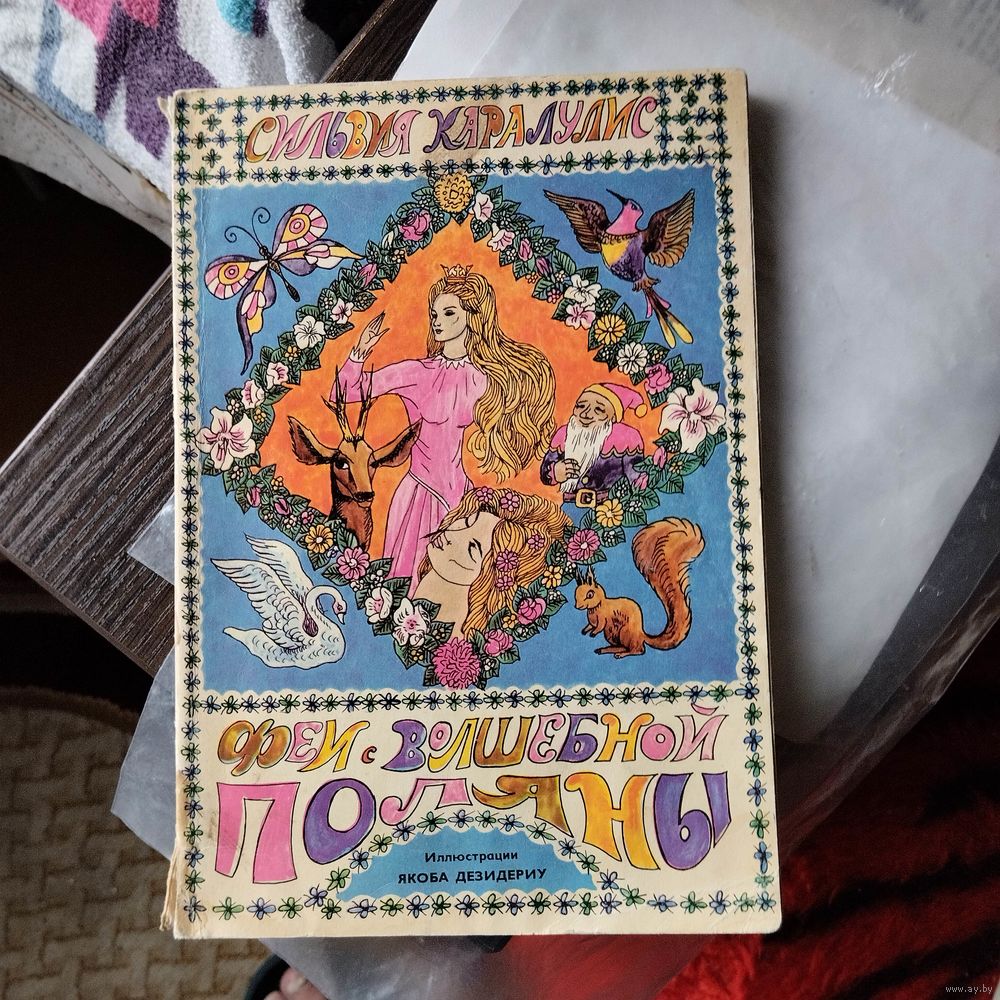 СИЛЬВИЯ КАРАЛУЛИС
ФЕИ с ВОЛШЕБНОЙ
ПОЛЯНЫ
Иллюстрации
ЯКОБА ДЕЗИДЕРИУ
www.ay.by